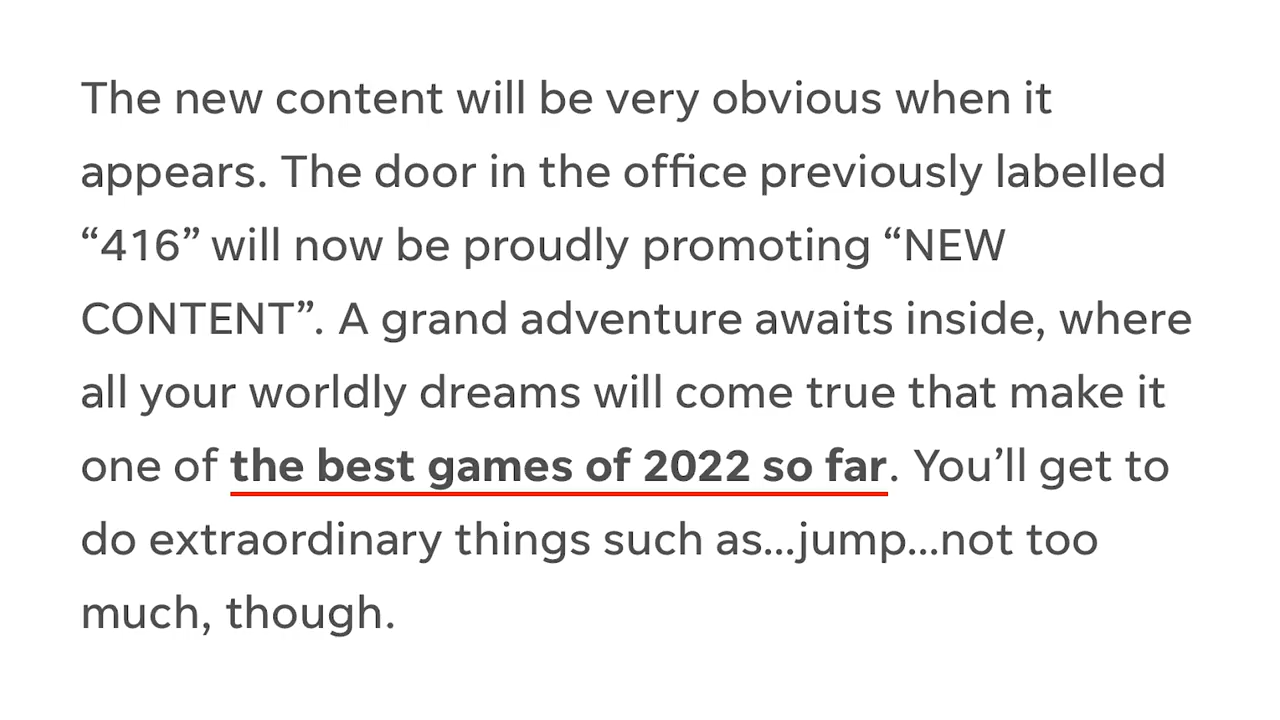 The new content will be very obvious when it
appears. The door in the office previously labelled
“416” will now be proudly promoting “NEW
CONTENT”. A grand adventure awaits inside, where
all your worldly dreams will come true that make it
one of the best games of 2022 so far. You’ll get to
do extraordinary things such as...jump...not too
much, though.